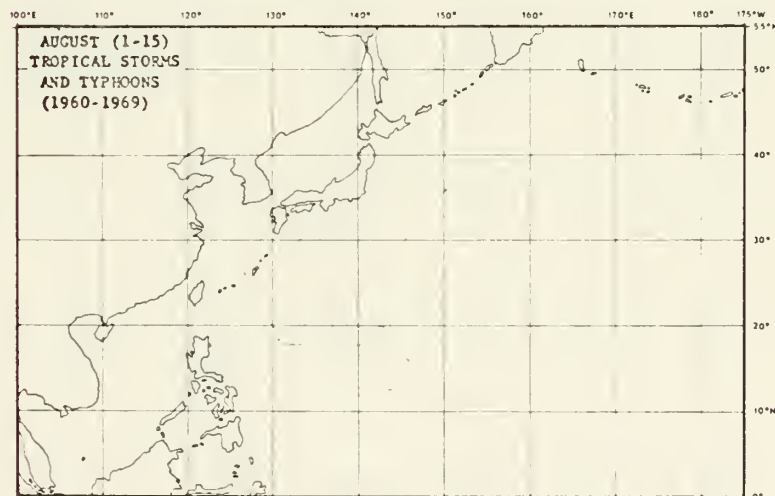 100°E 110° 120° 130° 140° 150°E 160° 170°E 180° 175°W
55°N
AUGUST (1-15)
TROPICAL STORMS
AND TYPHOONS
(1960-1969)
50°
40°
30°
20°
10°N
0°